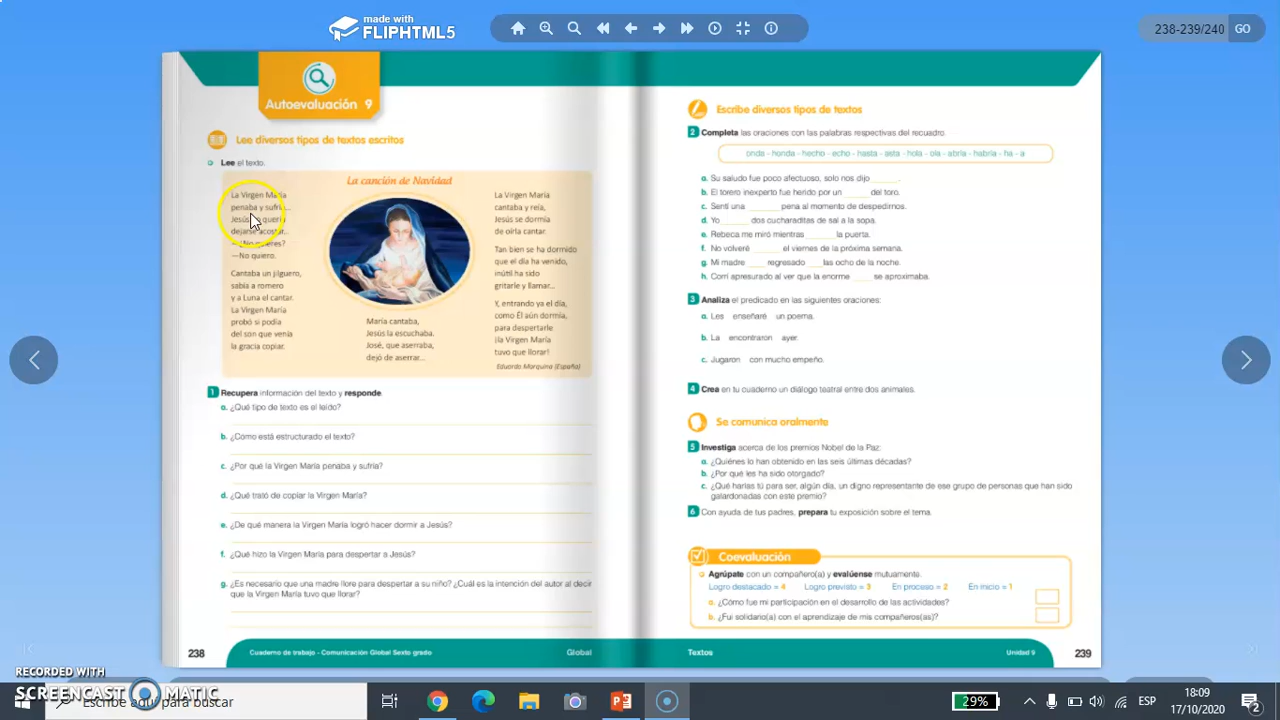 made with
FLIPHTML5
238-239/240
GO
Autoevaluación 9
Lee diversos tipos de textos escritos
Lee el texto.
La canción de Navidad
La Virgen María
penaba y sufría...
Jesús
dejarse acostar...
—¿No quieres?
—No quiero.
Cantaba un jilguero,
sabía a romero
y a Luna el cantar.
La Virgen María
probó si podía
del son que venía
la gracia copiar.
María cantaba,
Jesús la escuchaba.
José, que aserraba,
dejó de aserrar...
La Virgen María
cantaba y reía,
Jesús se dormía
de oírla cantar.
Tan bien se ha dormido
que el día ha venido,
inútil ha sido
gritarle y llamar...
Y, entrando ya el día,
como Él aún dormía,
para despertarle
¡la Virgen María
tuvo que llorar!
Eduardo Marquina (España)
1 Recupera información del texto y responde.
a. ¿Qué tipo de texto es el leído?
b. ¿Cómo está estructurado el texto?
c. ¿Por qué la Virgen María penaba y sufría?
d. ¿Qué trató de copiar la Virgen María?
e. ¿De qué manera la Virgen María logró hacer dormir a Jesús?
f. ¿Qué hizo la Virgen María para despertar a Jesús?
g. ¿Es necesario que una madre llore para despertar a su niño? ¿Cuál es la intención del autor al decir
que la Virgen María tuvo que llorar?
238
Cuaderno de trabajo - Comunicación Global Sexto grado
Global
Escribe diversos tipos de textos
2 Completa las oraciones con las palabras respectivas del recuadro.
onda - honda - hecho - echo - hasta - asta - hola - ola - abría - habría - ha - a
a. Su saludo fue poco afectuoso, solo nos dijo ______.
b. El torero inexperto fue herido por un ______ del toro.
c. Sentí una ______ pena al momento de despedirnos.
d. Yo ______ dos cucharaditas de sal a la sopa.
e. Rebeca me miró mientras ______ la puerta.
f. No volveré ______ el viernes de la próxima semana.
g. Mi madre ____ regresado ____ las ocho de la noche.
h. Corrí apresurado al ver que la enorme ____ se aproximaba.
3 Analiza el predicado en las siguientes oraciones:
a. Les enseñaré un poema.
b. La encontraron ayer.
c. Jugaron con mucho empeño.
4 Crea en tu cuaderno un diálogo teatral entre dos animales.
Se comunica oralmente
5 Investiga acerca de los premios Nobel de la Paz:
a. ¿Quiénes lo han obtenido en las seis últimas décadas?
b. ¿Por qué les ha sido otorgado?
c. ¿Qué harías tú para ser, algún día, un digno representante de ese grupo de personas que han sido
galardonadas con este premio?
6 Con ayuda de tus padres, prepara tu exposición sobre el tema.
Coevaluación
Agrúpate con un compañero(a) y evalúense mutuamente.
Logro destacado = 4 Logro previsto = 3 En proceso = 2 En inicio = 1
a. ¿Cómo fue mi participación en el desarrollo de las actividades?
b. ¿Fui solidario(a) con el aprendizaje de mis compañeros(as)?
Textos
Unidad 9
239
RECORDED WITH
SCREENCAST MATIC
Escribe aquí para buscar
29%
ESP
18:09
17/10/2020
2